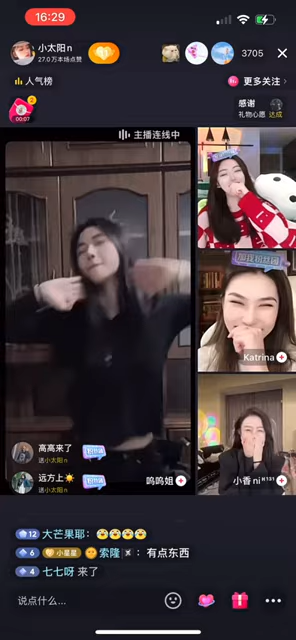 16:29
小太阳n
27.0万本场点赞
3705
人气榜
更多关注
2
00:07
感谢
礼物心愿 达成
主播连线中
Katrina
高高来了
送小太阳n
远方上☀️
送小太阳n
呜呜姐
小香ni
12 大芒果耶：😂😂😂😂
6 小星星 索隆：有点东西
4 七七呀 来了
说点什么...